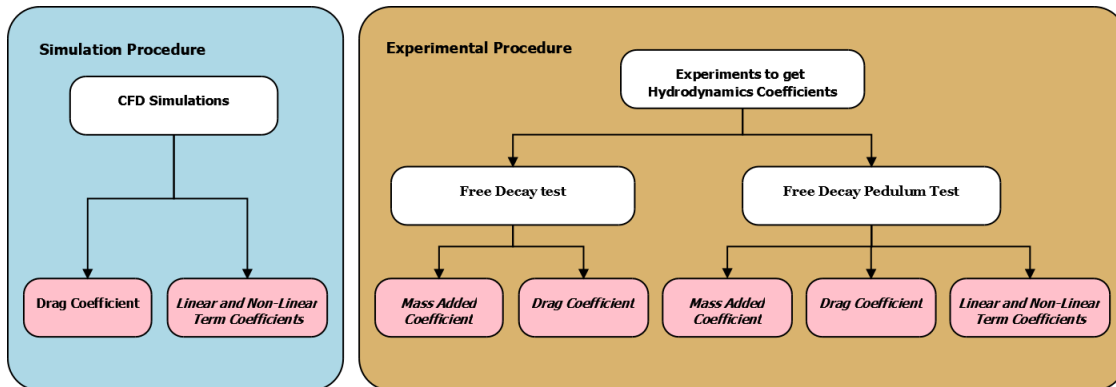 Simulation Procedure
CFD Simulations
Drag Coefficient
Linear and Non-Linear
Term Coefficients
Experimental Procedure
Experiments to get
Hydrodynamics Coefficients
Free Decay test
Free Decay Pedulum Test
Mass Added
Coefficient
Drag Coefficient
Mass Added
Coefficient
Drag Coefficient
Linear and Non-Linear
Term Coefficients